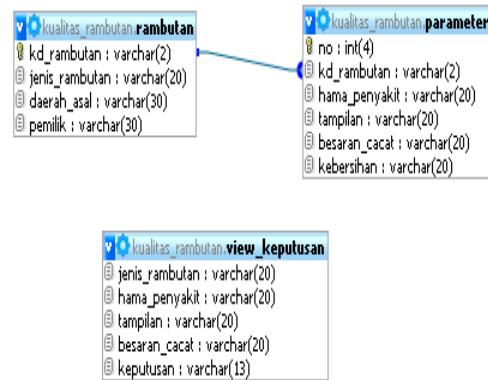 kualitas_rambutan.rambutan
kd_rambutan : varchar(2)
jenis_rambutan : varchar(20)
daerah_asal : varchar(30)
pemilik : varchar(30)
kualitas_rambutan.parameter
no : int(4)
kd_rambutan : varchar(2)
hama_penyakit : varchar(20)
tampilan : varchar(20)
besaran_cacat : varchar(20)
kebersihan : varchar(20)
kualitas_rambutan.view_keputusan
jenis_rambutan : varchar(20)
hama_penyakit : varchar(20)
tampilan : varchar(20)
besaran_cacat : varchar(20)
keputusan : varchar(13)